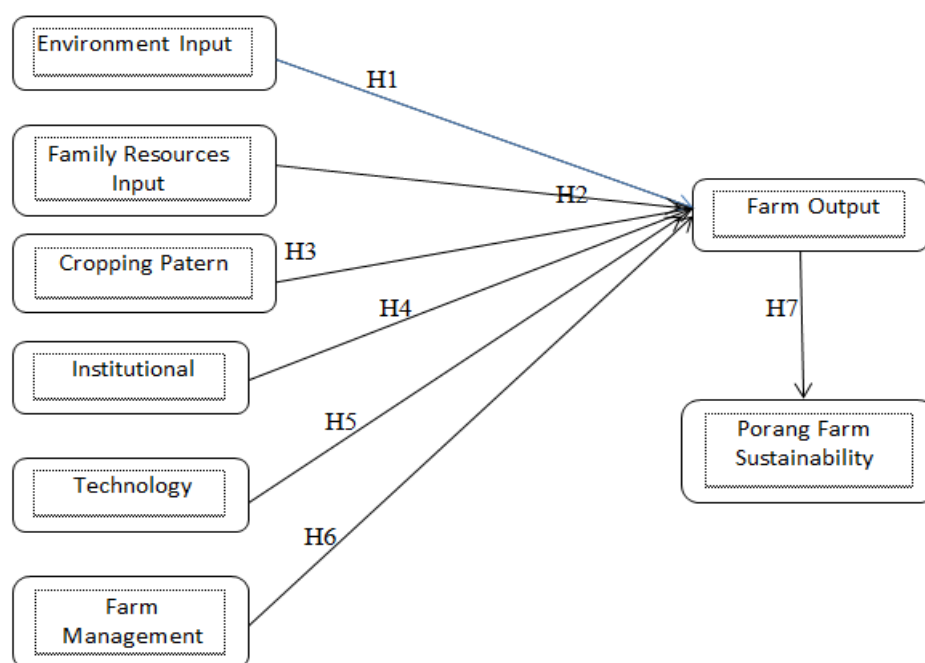 Environment Input
H1
Family Resources
Input
H2
Farm Output
Cropping Patern
H3
H4
H7
Institutional
H5
Porang Farm
Sustainability
Technology
H6
Farm
Management